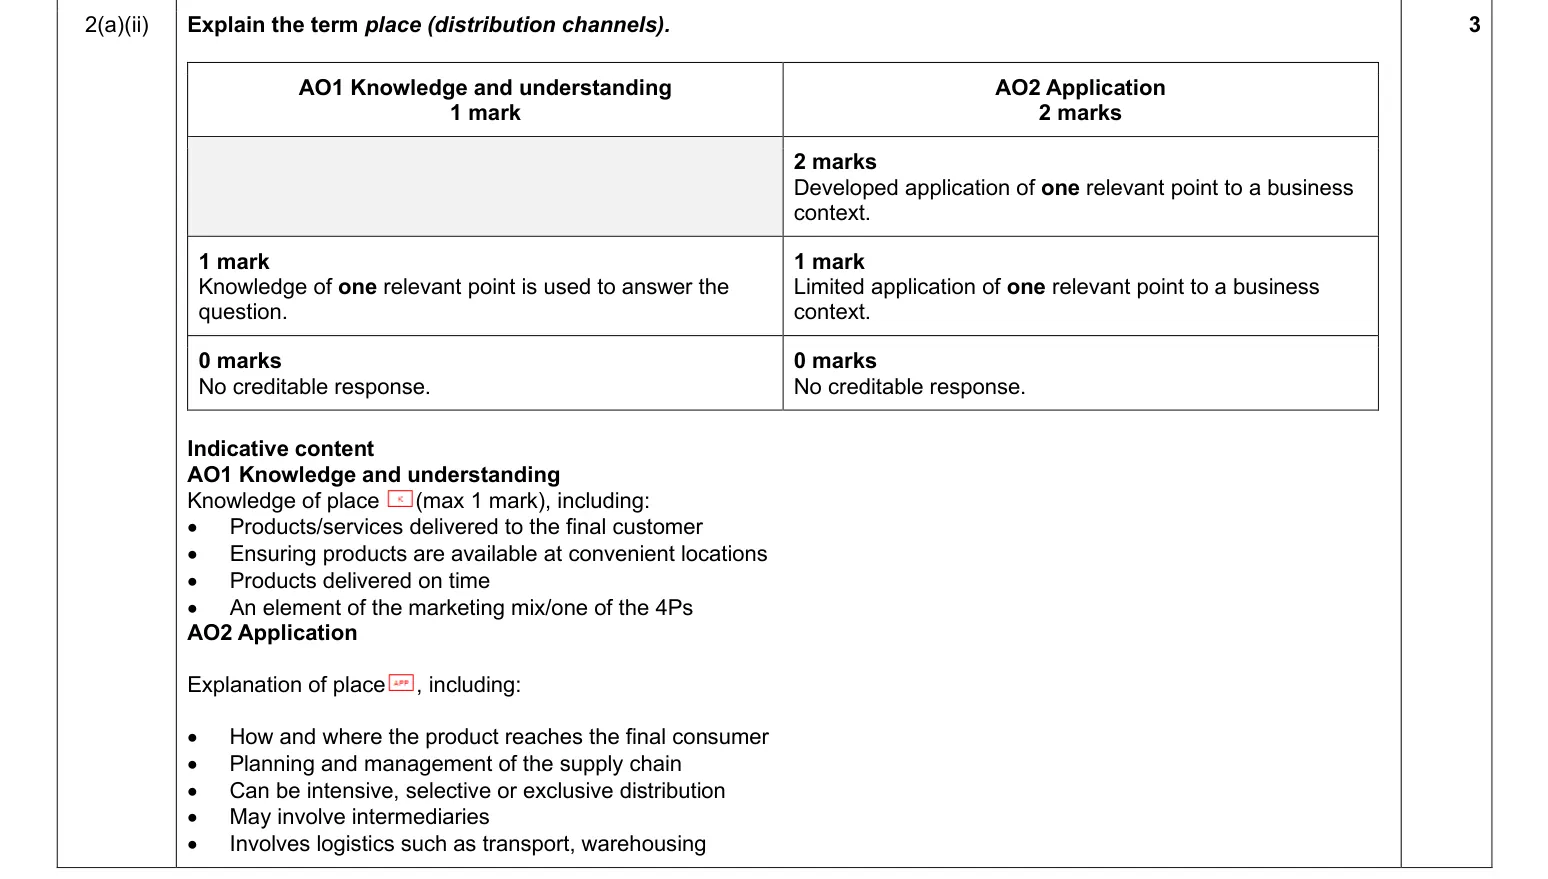 2(a)(ii)
Explain the term place (distribution channels).
3
AO1 Knowledge and understanding
1 mark
AO2 Application
2 marks
2 marks
Developed application of one relevant point to a business
context.
1 mark
Knowledge of one relevant point is used to answer the
question.
1 mark
Limited application of one relevant point to a business
context.
0 marks
No creditable response.
0 marks
No creditable response.
Indicative content
AO1 Knowledge and understanding
Knowledge of place K (max 1 mark), including:
• Products/services delivered to the final customer
• Ensuring products are available at convenient locations
• Products delivered on time
• An element of the marketing mix/one of the 4Ps
AO2 Application
Explanation of place APP, including:
• How and where the product reaches the final consumer
• Planning and management of the supply chain
• Can be intensive, selective or exclusive distribution
• May involve intermediaries
• Involves logistics such as transport, warehousing